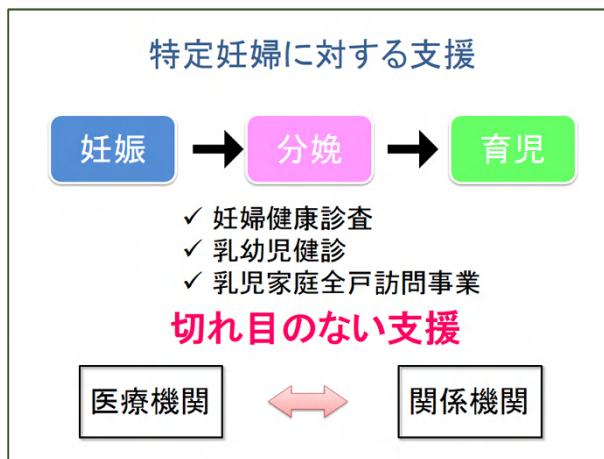 特定妊婦に対する支援
妊娠 分娩 育児
✓ 妊婦健康診査
✓ 乳幼児健診
✓ 乳児家庭全戸訪問事業
切れ目のない支援
医療機関 関係機関